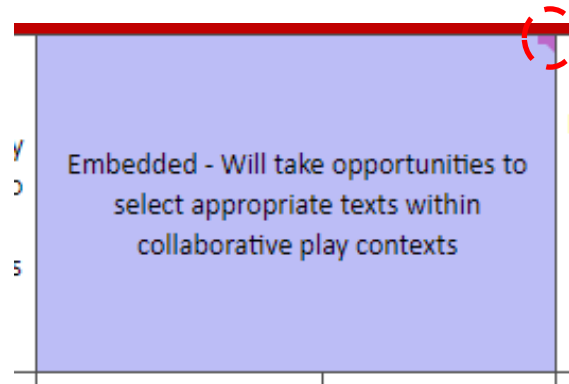 y
Embedded - Will take opportunities to
o
select appropriate texts within
collaborative play contexts
s